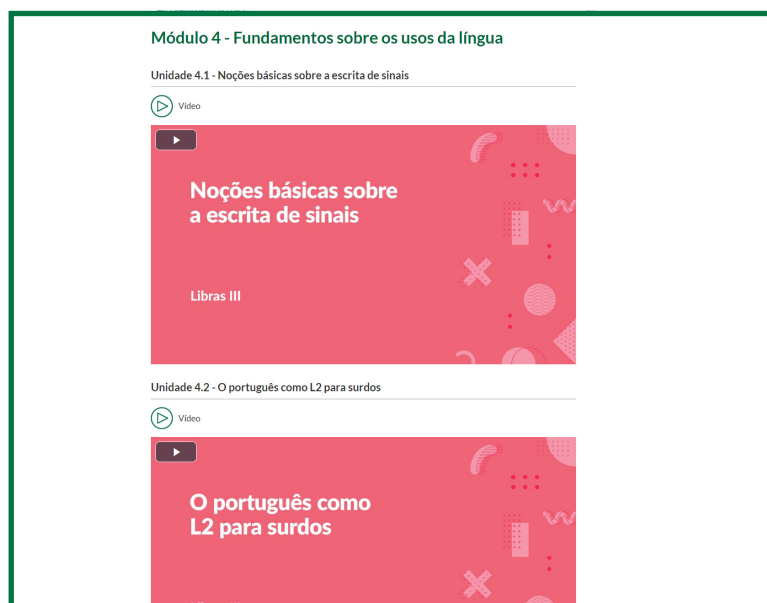 Módulo 4 - Fundamentos sobre os usos da língua
Unidade 4.1 - Noções básicas sobre a escrita de sinais
Vídeo
Noções básicas sobre
a escrita de sinais
Libras III
Unidade 4.2 - O português como L2 para surdos
Vídeo
O português como
L2 para surdos